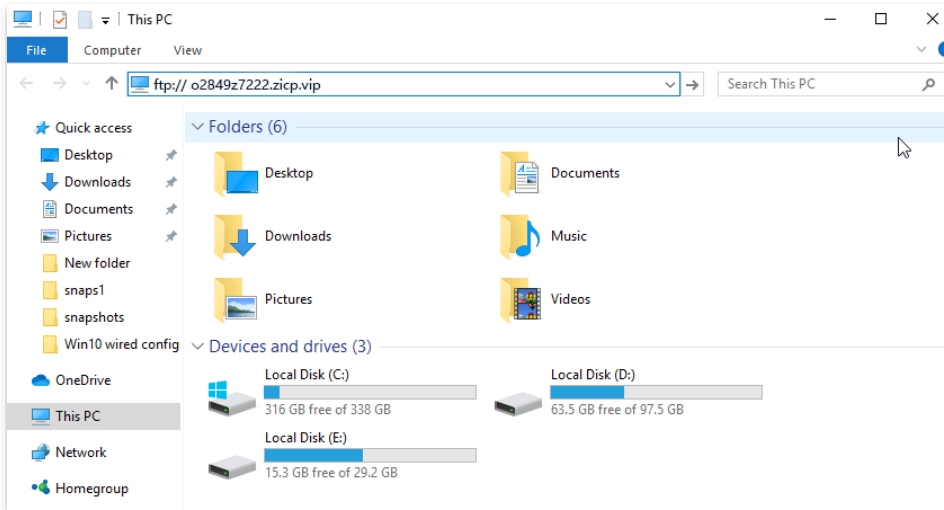 This PC
File Computer View
ftp:// o2849z7222.zicp.vip
Search This PC
Quick access
Desktop
Downloads
Documents
Pictures
New folder
snaps1
snapshots
Win10 wired config
OneDrive
This PC
Network
Homegroup
Folders (6)
Desktop
Documents
Downloads
Music
Pictures
Videos
Devices and drives (3)
Local Disk (C:)
316 GB free of 338 GB
Local Disk (D:)
63.5 GB free of 97.5 GB
Local Disk (E:)
15.3 GB free of 29.2 GB